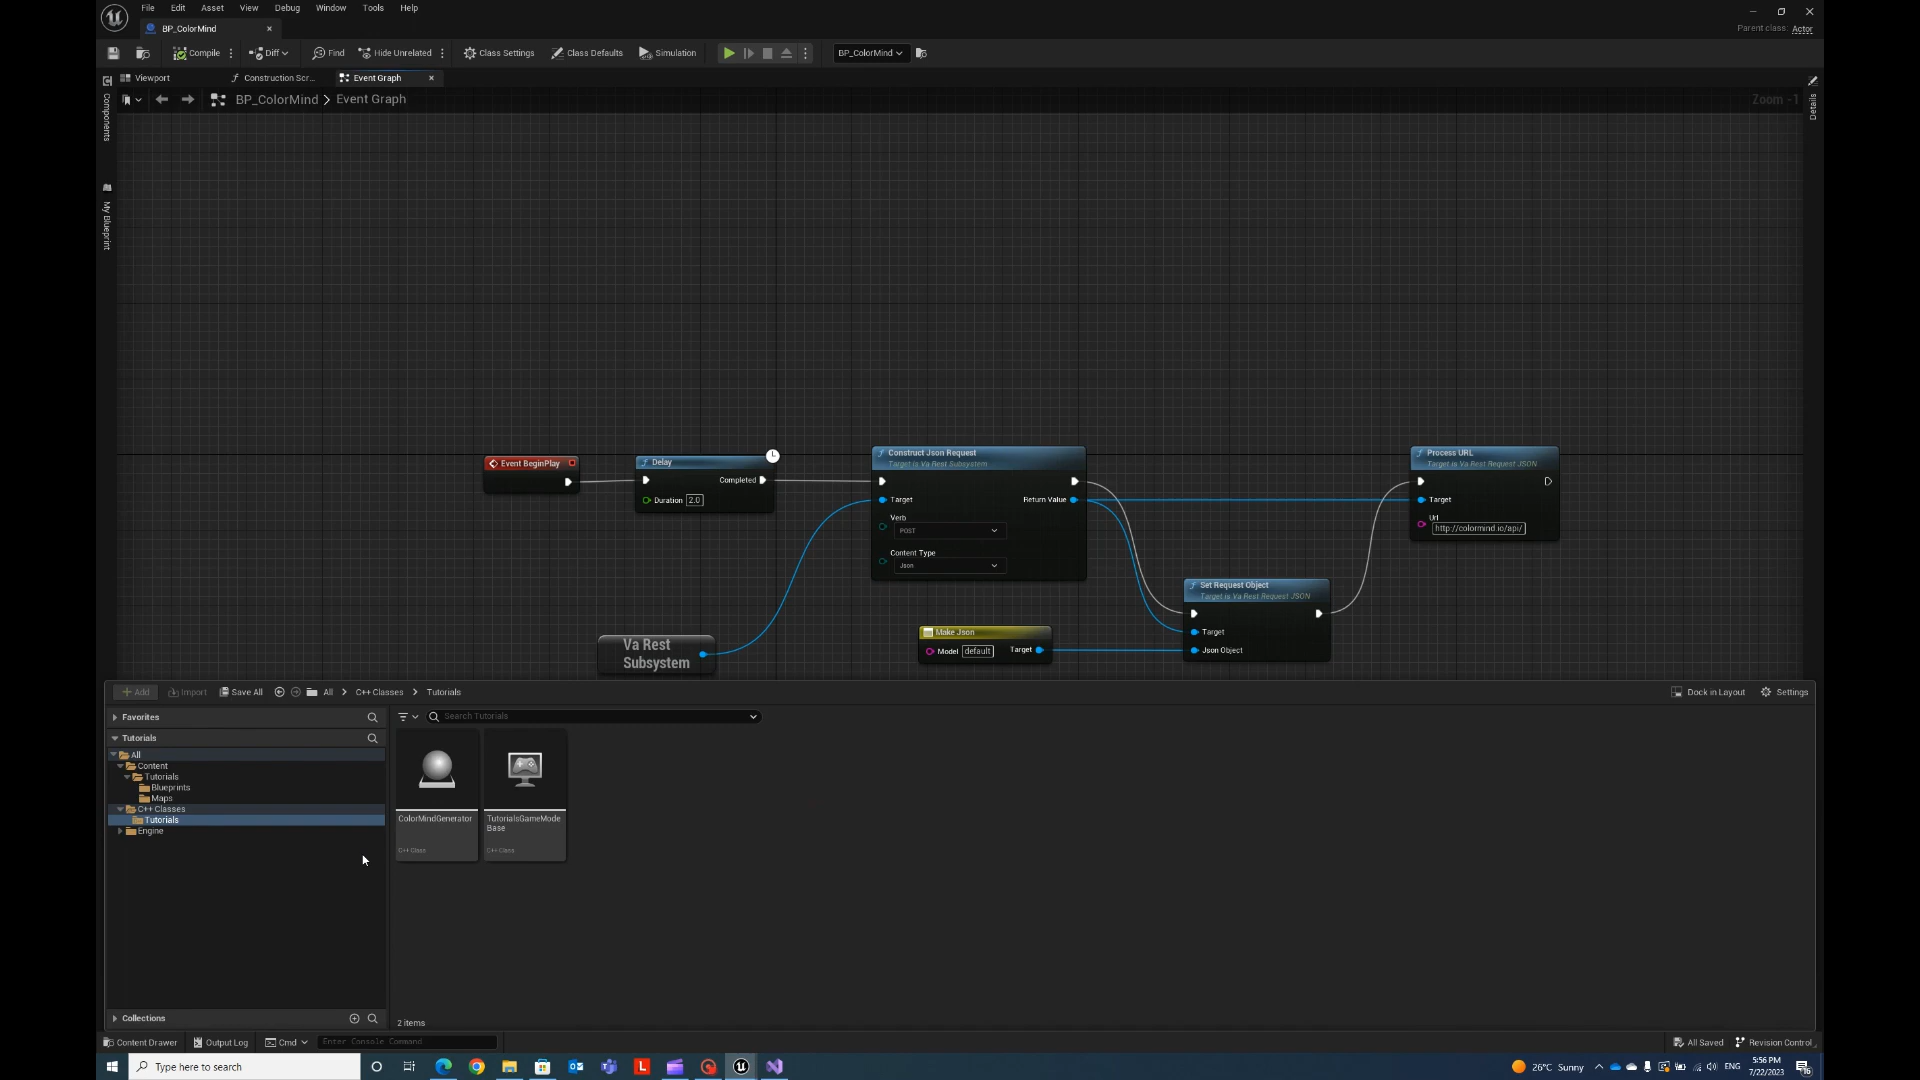 File Edit Asset View Debug Window Tools Help
BP_ColorMind
Parent class: Actor
Compile Diff Find Hide Unrelated Class Settings Class Defaults Simulation BP_ColorMind
Viewport Construction Scr... Event Graph
BP_ColorMind > Event Graph
Zoom -1
Components
My Blueprint
Details
Event BeginPlay
Delay
Completed
Duration 2.0
Construct Json Request
Target is Va Rest Subsystem
Target
Return Value
Verb
POST
Content Type
Json
Process URL
Target is Va Rest Request JSON
Target
Url
http://colormind.io/api/
Set Request Object
Target is Va Rest Request JSON
Target
Json Object
Make Json
Model default Target
Va Rest
Subsystem
Add Import Save All All > C++ Classes > Tutorials
Dock in Layout Settings
Favorites
Search Tutorials
Tutorials
All
Content
Tutorials
Blueprints
Maps
C++ Classes
Tutorials
Engine
ColorMindGenerator
C++ Class
TutorialsGameMode
Base
C++ Class
Collections
2 items
Content Drawer Output Log Cmd Enter Console Command
All Saved Revision Control
Type here to search
26°C Sunny
ENG
5:56 PM
7/22/2023